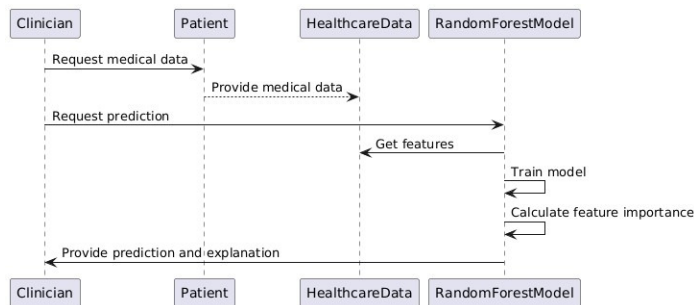 Clinician Patient HealthcareData RandomForestModel
Request medical data
Provide medical data
Request prediction
Get features
Train model
Calculate feature importance
Provide prediction and explanation
Clinician Patient HealthcareData RandomForestModel